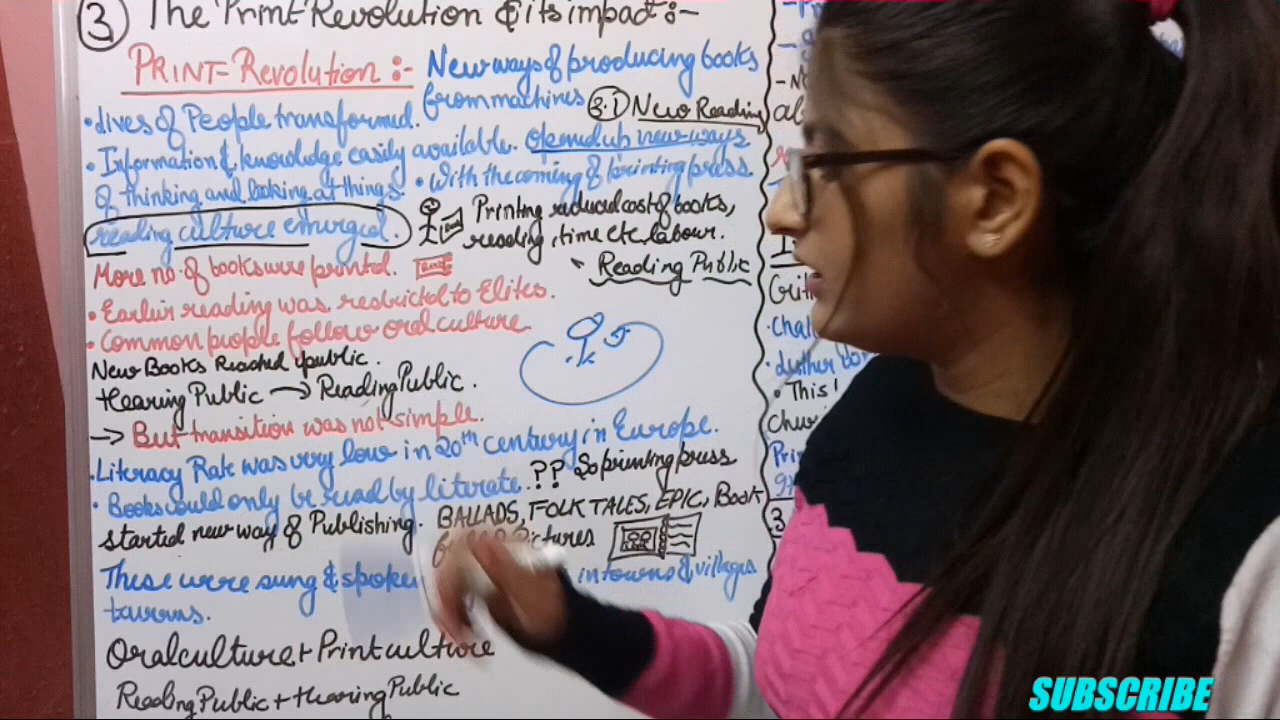 3 The Print Revolution & its impact :-
PRINT-Revolution :- New ways of producing books
from machines 3.1) New Reading
• lives of People transformed.
• Information & knowledge easily available. opened up new ways
of thinking and looking at things. • With the coming of printing press
reading culture emerged. Printing reduced cost of books,
reading, time etc, labour.
Reading Public
More no. of books were printed. Book
• Earlier reading was restricted to Elites.
• Common people follow oral culture
New Books Reached public.
Hearing Public → Reading Public.
→ But transition was not simple.
• Literacy Rate was very low in 20th century in Europe.
• Books could only be read by literate. ?? So printing press
started new way of Publishing. BALLADS, FOLK TALES, EPIC, Book
Pictures
These were sung & spoken in towns & villages
taverns.
Oral culture + Print culture
Reading Public + Hearing Public
• This
3
SUBSCRIBE